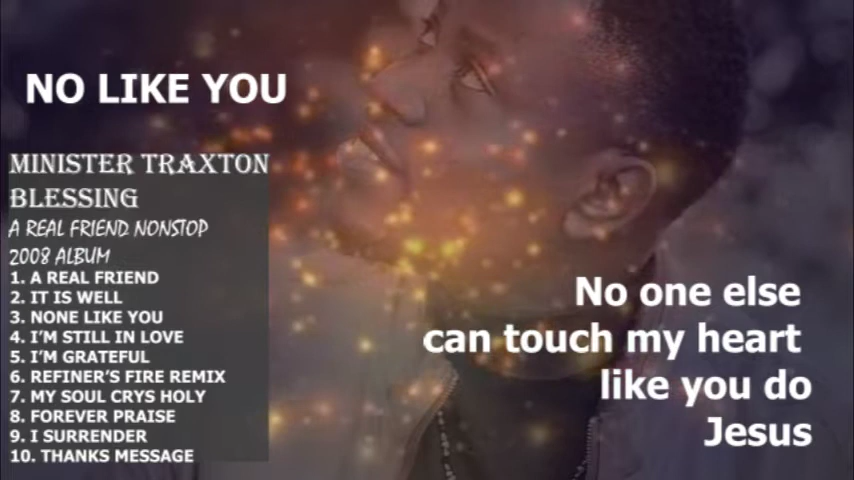 NO LIKE YOU
MINISTER TRAXTON
BLESSING
A REAL FRIEND NONSTOP
2008 ALBUM
1. A REAL FRIEND
2. IT IS WELL
3. NONE LIKE YOU
4. I'M STILL IN LOVE
5. I'M GRATEFUL
6. REFINER'S FIRE REMIX
7. MY SOUL CRYS HOLY
8. FOREVER PRAISE
9. I SURRENDER
10. THANKS MESSAGE
No one else
can touch my heart
like you do
Jesus